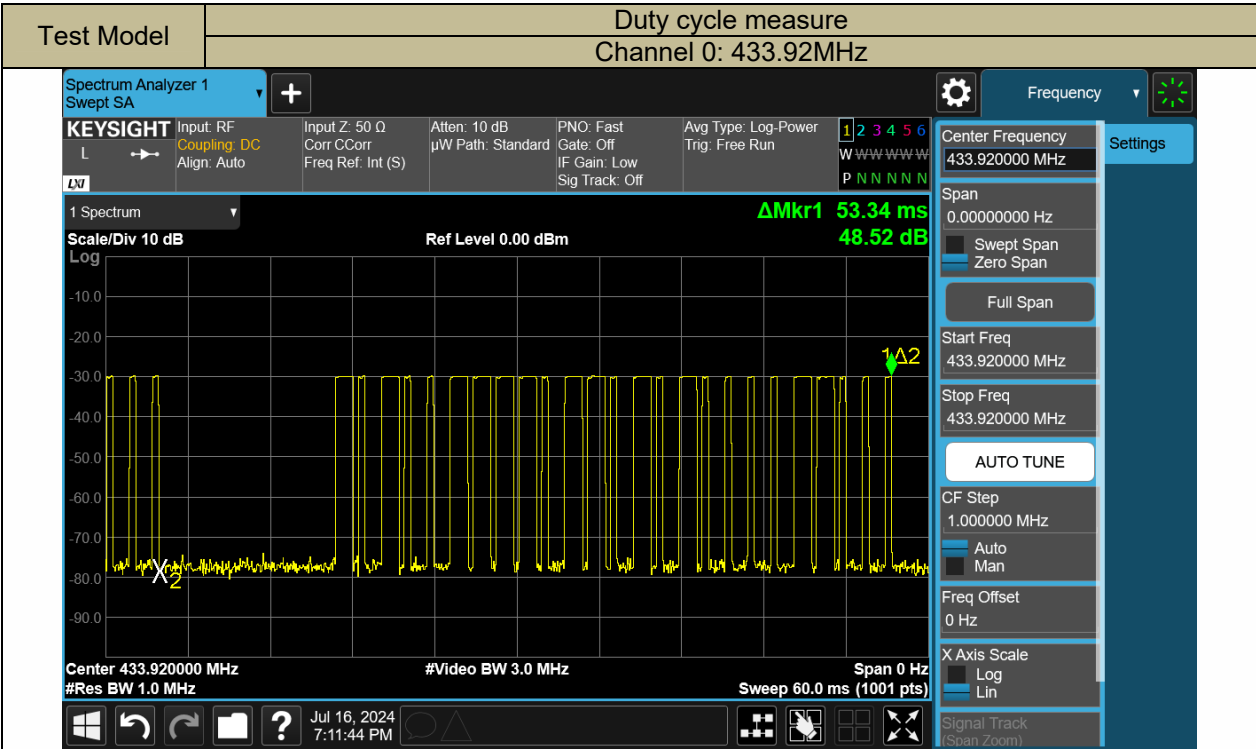 Test Model
Duty cycle measure
Channel 0: 433.92MHz
Spectrum Analyzer 1
Swept SA
Frequency
KEYSIGHT
L
LXI
Input: RF
Coupling: DC
Align: Auto
Input Z: 50 Ω
Corr CCorr
Freq Ref: Int (S)
Atten: 10 dB
µW Path: Standard
PNO: Fast
Gate: Off
IF Gain: Low
Sig Track: Off
Avg Type: Log-Power
Trig: Free Run
1 2 3 4 5 6
W W W W W W
P N N N N N
Center Frequency
433.920000 MHz
Settings
Span
0.00000000 Hz
Swept Span
Zero Span
Full Span
Start Freq
433.920000 MHz
Stop Freq
433.920000 MHz
AUTO TUNE
CF Step
1.000000 MHz
Auto
Man
Freq Offset
0 Hz
X Axis Scale
Log
Lin
Signal Track
(Span Zoom)
1 Spectrum
ΔMkr1 53.34 ms
48.52 dB
Scale/Div 10 dB
Ref Level 0.00 dBm
Log
-10.0
-20.0
-30.0
-40.0
-50.0
-60.0
-70.0
-80.0
-90.0
1Δ2
X2
Center 433.920000 MHz
#Video BW 3.0 MHz
Span 0 Hz
#Res BW 1.0 MHz
Sweep 60.0 ms (1001 pts)
?
Jul 16, 2024
7:11:44 PM